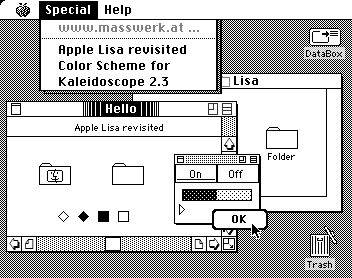 Special Help
www.masswerk.at ...
Apple Lisa revisited
Color Scheme for
Kaleidoscope 2.3
DataBox
Lisa
Hello
Apple Lisa revisited
Folder
On Off
OK
Trash